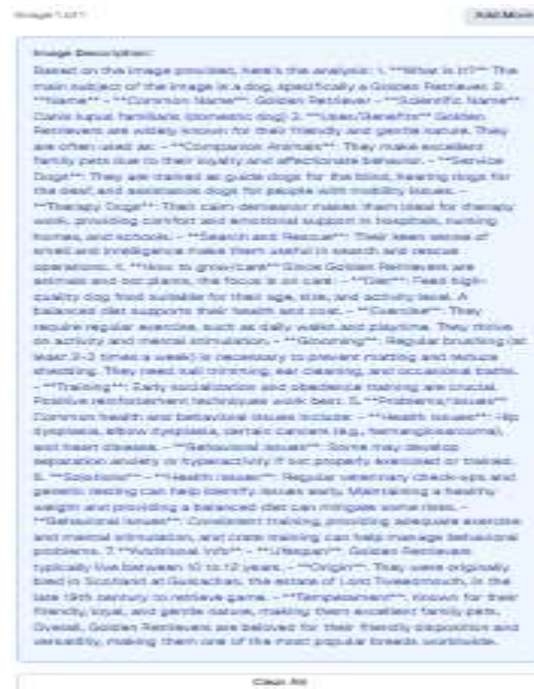 Image 1 of 1
Add More
Image Description:
Based on the image provided, here's the analysis: 1. **What is it?** The
main subject of the image is a dog, specifically a Golden Retriever. 2.
**Name** - **Common Name**: Golden Retriever - **Scientific Name**:
Canis lupus familiaris (domestic dog) 3. **Uses/Benefits** Golden
Retrievers are widely known for their friendly and gentle nature. They
are often used as: - **Companion Animals**: They make excellent
family pets due to their loyalty and affectionate behavior. - **Service
Dogs**: They are trained as guide dogs for the blind, hearing dogs for
the deaf, and assistance dogs for people with mobility issues. -
**Therapy Dogs**: Their calm demeanor makes them ideal for therapy
work, providing comfort and emotional support in hospitals, nursing
homes, and schools. - **Search and Rescue**: Their keen sense of
smell and intelligence make them useful in search and rescue
operations. 4. **How to grow/care** Since Golden Retrievers are
animals and not plants, the focus is on care: - **Diet**: Feed high-
quality dog food suitable for their age, size, and activity level. A
balanced diet supports their health and coat. - **Exercise**: They
require regular exercise, such as daily walks and playtime. They thrive
on activity and mental stimulation. - **Grooming**: Regular brushing (at
least 2-3 times a week) is necessary to prevent matting and reduce
shedding. They need nail trimming, ear cleaning, and occasional baths.
- **Training**: Early socialization and obedience training are crucial.
Positive reinforcement techniques work best. 5. **Problems/Issues**
Common health and behavioral issues include: - **Health Issues**: Hip
dysplasia, elbow dysplasia, certain cancers (e.g., hemangiosarcoma),
and heart disease. - **Behavioral Issues**: Some may develop
separation anxiety or hyperactivity if not properly exercised or trained.
6. **Solutions** - **Health Issues**: Regular veterinary check-ups and
genetic testing can help identify issues early. Maintaining a healthy
weight and providing a balanced diet can mitigate some risks. -
**Behavioral Issues**: Consistent training, providing adequate exercise
and mental stimulation, and crate training can help manage behavioral
problems. 7. **Additional Info** - **Lifespan**: Golden Retrievers
typically live between 10 to 12 years. - **Origin**: They were originally
bred in Scotland at Guisachan, the estate of Lord Tweedmouth, in the
late 19th century to retrieve game. - **Temperament**: Known for their
friendly, loyal, and gentle nature, making them excellent family pets.
Overall, Golden Retrievers are beloved for their friendly disposition and
versatility, making them one of the most popular breeds worldwide.
Clear All